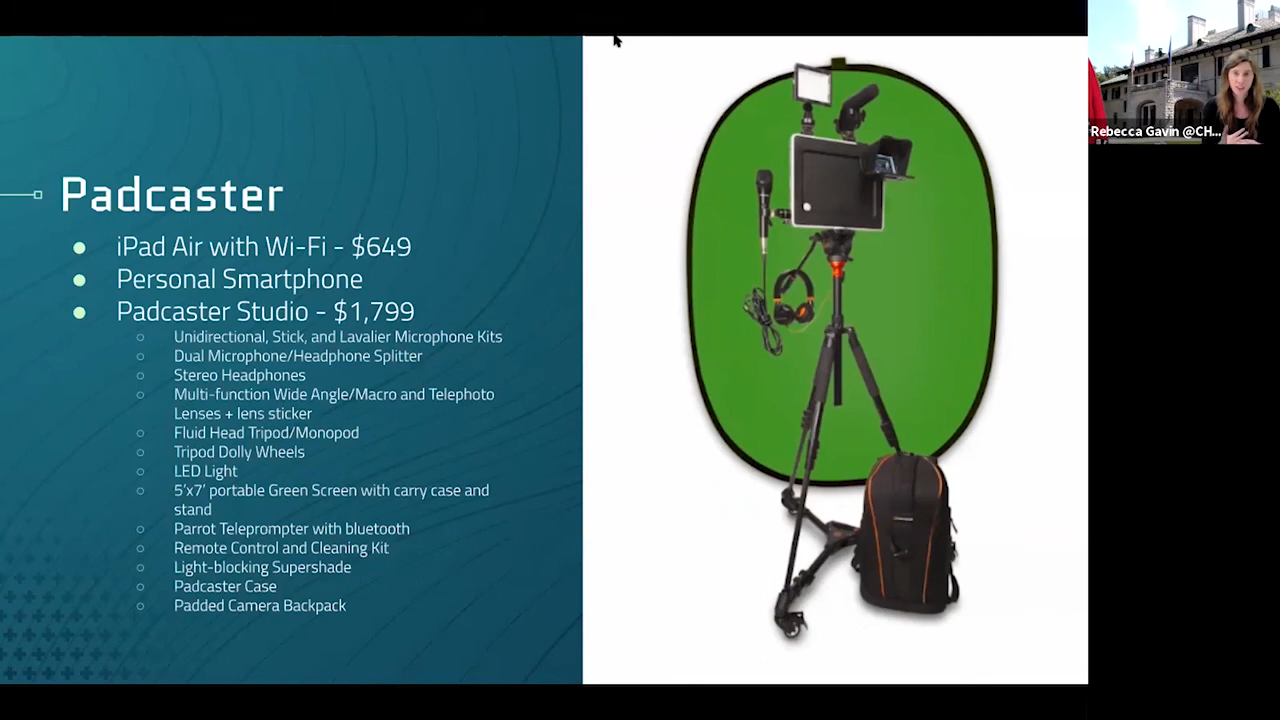 Rebecca Gavin @CH...
Padcaster
iPad Air with Wi-Fi - $649
Personal Smartphone
Padcaster Studio - $1,799
Unidirectional, Stick, and Lavalier Microphone Kits
Dual Microphone/Headphone Splitter
Stereo Headphones
Multi-function Wide Angle/Macro and Telephoto
Lenses + lens sticker
Fluid Head Tripod/Monopod
Tripod Dolly Wheels
LED Light
5’x7’ portable Green Screen with carry case and
stand
Parrot Teleprompter with bluetooth
Remote Control and Cleaning Kit
Light-blocking Supershade
Padcaster Case
Padded Camera Backpack